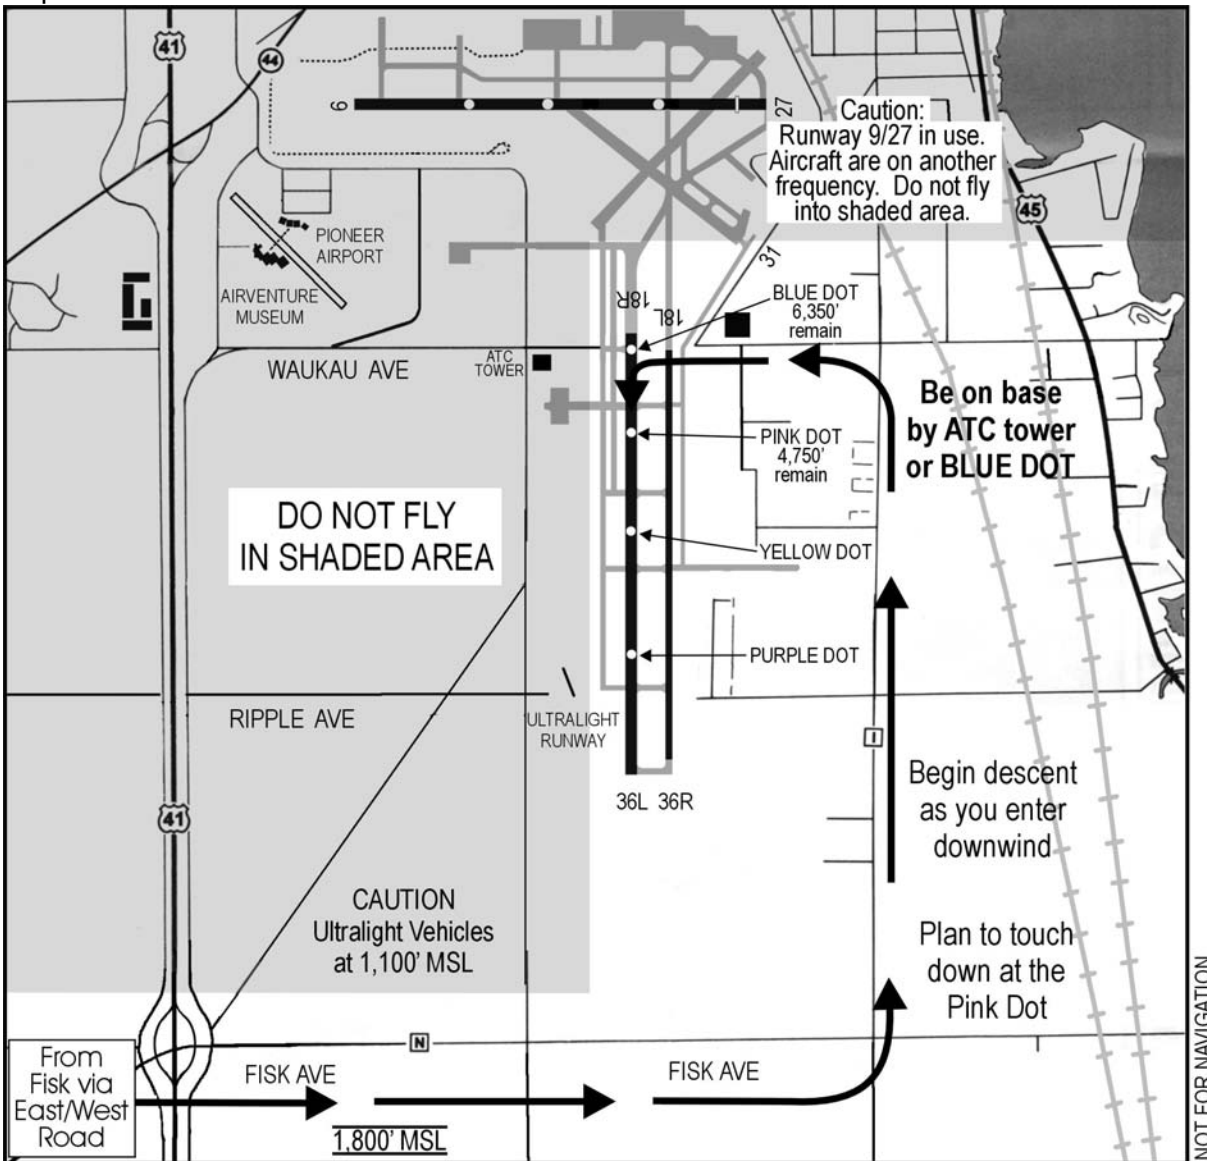 41
44
9
27
Caution:
Runway 9/27 in use.
Aircraft are on another
frequency. Do not fly
into shaded area.
45
PIONEER
AIRPORT
AIRVENTURE
MUSEUM
31
18R
18L
BLUE DOT
6,350'
remain
WAUKAU AVE
ATC
TOWER
Be on base
by ATC tower
or BLUE DOT
PINK DOT
4,750'
remain
DO NOT FLY
IN SHADED AREA
YELLOW DOT
PURPLE DOT
RIPPLE AVE
ULTRALIGHT
RUNWAY
I
36L 36R
41
Begin descent
as you enter
downwind
CAUTION
Ultralight Vehicles
at 1,100' MSL
Plan to touch
down at the
Pink Dot
N
From
Fisk via
East/West
Road
FISK AVE
FISK AVE
1,800' MSL
NOT FOR NAVIGATION